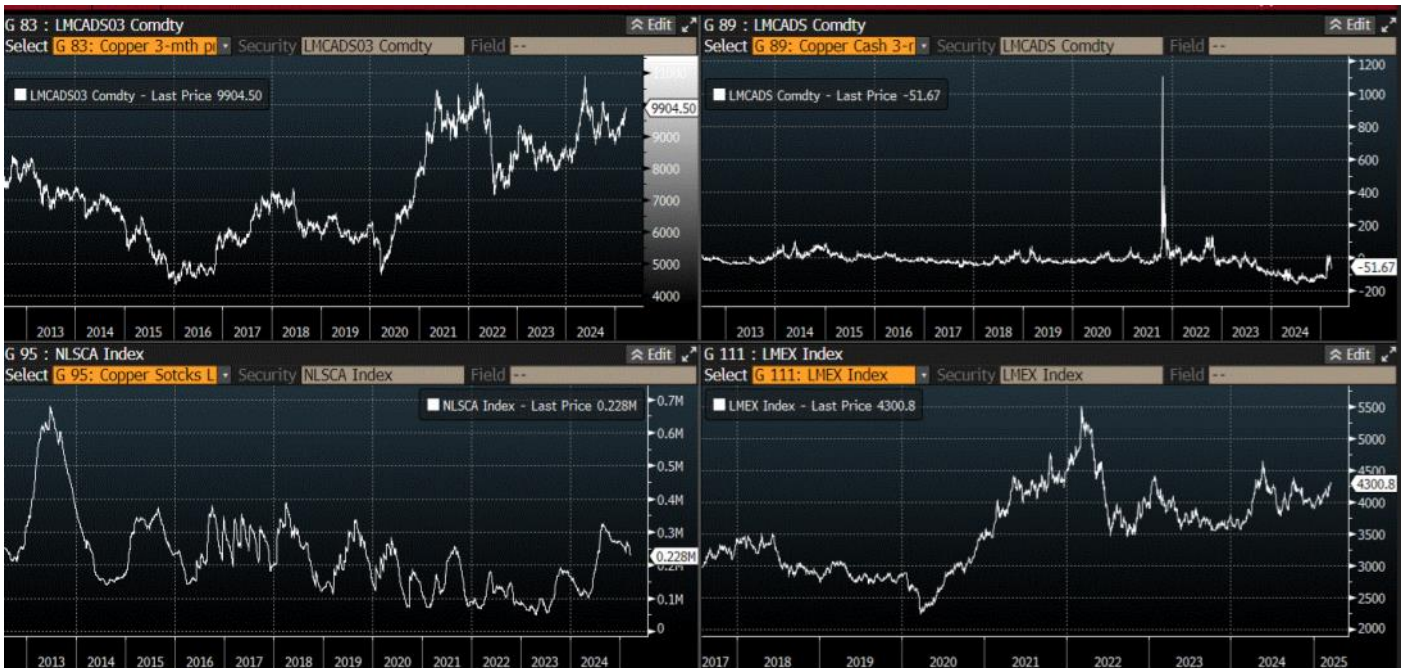 G 83 : LMCADS03 Comdty
Edit
Select G 83: Copper 3-mth pr Security LMCADS03 Comdty Field --
LMCADS03 Comdty - Last Price 9904.50
11000
9904.50
9000
8000
7000
6000
5000
4000
2013 2014 2015 2016 2017 2018 2019 2020 2021 2022 2023 2024
G 89 : LMCADS Comdty
Edit
Select G 89: Copper Cash 3-r Security LMCADS Comdty Field --
LMCADS Comdty - Last Price -51.67
1200
1000
800
600
400
200
0
-51.67
-200
2013 2014 2015 2016 2017 2018 2019 2020 2021 2022 2023 2024
G 95 : NLSCA Index
Edit
Select G 95: Copper Sotcks L Security NLSCA Index Field --
NLSCA Index - Last Price 0.228M
0.7M
0.6M
0.5M
0.4M
0.3M
0.228M
0.2M
0.1M
0
2013 2014 2015 2016 2017 2018 2019 2020 2021 2022 2023 2024
G 111 : LMEX Index
Edit
Select G 111: LMEX Index Security LMEX Index Field --
LMEX Index - Last Price 4300.8
5500
5000
4500
4300.8
4000
3500
3000
2500
2000
2017 2018 2019 2020 2021 2022 2023 2024 2025